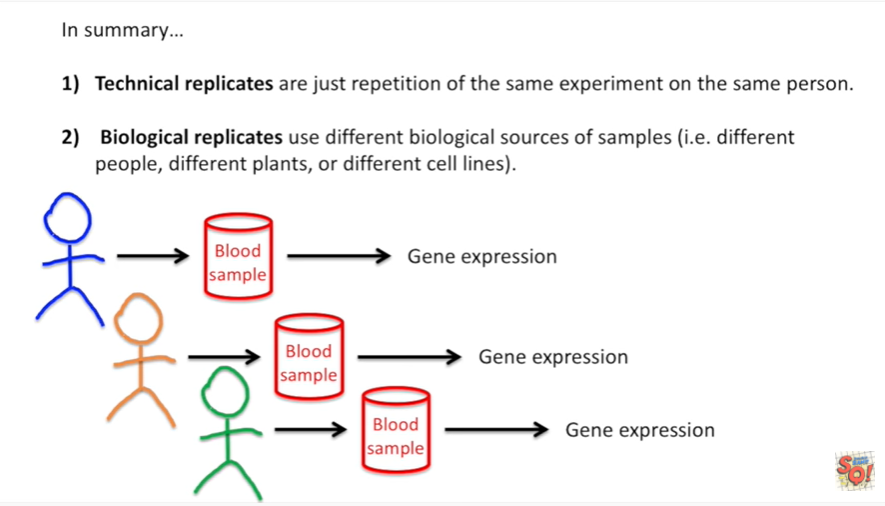 In summary...
1) Technical replicates are just repetition of the same experiment on the same person.
2) Biological replicates use different biological sources of samples (i.e. different
people, different plants, or different cell lines).
Blood
sample
Gene expression
Blood
sample
Gene expression
Blood
sample
Gene expression
SQ!